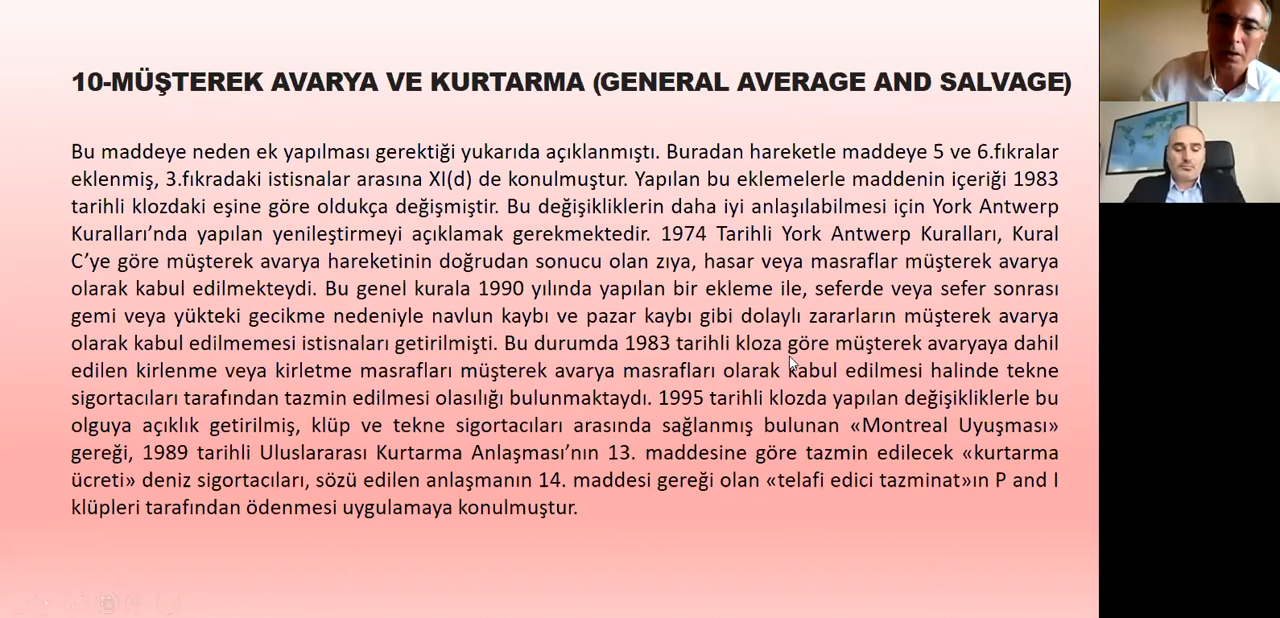 10-MÜŞTEREK AVARYA VE KURTARMA (GENERAL AVERAGE AND SALVAGE)
Bu maddeye neden ek yapılması gerektiği yukarıda açıklanmıştı. Buradan hareketle maddeye 5 ve 6.fıkralar
eklenmiş, 3.fıkradaki istisnalar arasına XI(d) de konulmuştur. Yapılan bu eklemelerle maddenin içeriği 1983
tarihli klozdaki eşine göre oldukça değişmiştir. Bu değişikliklerin daha iyi anlaşılabilmesi için York Antwerp
Kuralları’nda yapılan yenileştirmeyi açıklamak gerekmektedir. 1974 Tarihli York Antwerp Kuralları, Kural
C’ye göre müşterek avarya hareketinin doğrudan sonucu olan zıya, hasar veya masraflar müşterek avarya
olarak kabul edilmekteydi. Bu genel kurala 1990 yılında yapılan bir ekleme ile, seferde veya sefer sonrası
gemi veya yükteki gecikme nedeniyle navlun kaybı ve pazar kaybı gibi dolaylı zararların müşterek avarya
olarak kabul edilmemesi istisnaları getirilmişti. Bu durumda 1983 tarihli kloza göre müşterek avaryaya dahil
edilen kirlenme veya kirletme masrafları müşterek avarya masrafları olarak kabul edilmesi halinde tekne
sigortacıları tarafından tazmin edilmesi olasılığı bulunmaktaydı. 1995 tarihli klozda yapılan değişikliklerle bu
olguya açıklık getirilmiş, klüp ve tekne sigortacıları arasında sağlanmış bulunan «Montreal Uyuşması»
gereği, 1989 tarihli Uluslararası Kurtarma Anlaşması’nın 13. maddesine göre tazmin edilecek «kurtarma
ücreti» deniz sigortacıları, sözü edilen anlaşmanın 14. maddesi gereği olan «telafi edici tazminat»ın P and I
klüpleri tarafından ödenmesi uygulamaya konulmuştur.